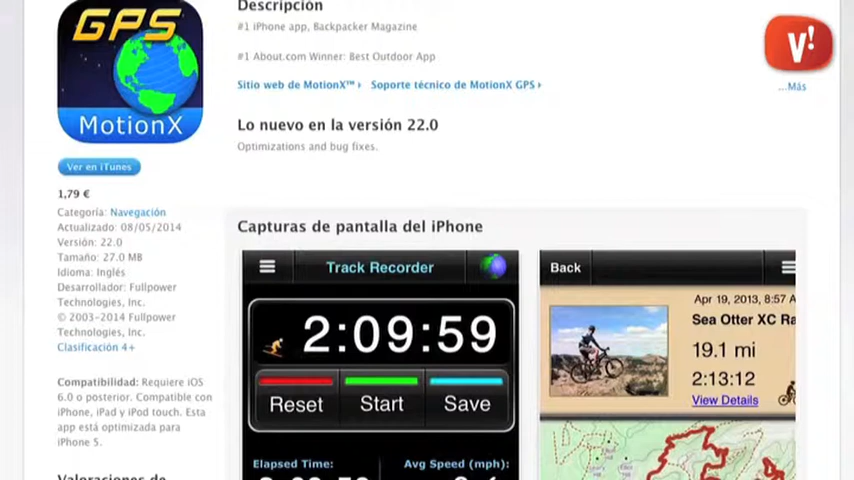 GPS
MotionX
Ver en iTunes
1,79 €
Categoría: Navegación
Actualizado: 08/05/2014
Versión: 22.0
Tamaño: 27.0 MB
Idioma: Inglés
Desarrollador: Fullpower
Technologies, Inc.
© 2003-2014 Fullpower
Technologies, Inc.
Clasificación 4+
Compatibilidad: Requiere iOS
6.0 o posterior. Compatible con
iPhone, iPad y iPod touch. Esta
app está optimizada para
iPhone 5.
Valoraciones de
Descripción
#1 iPhone app, Backpacker Magazine
#1 About.com Winner: Best Outdoor App
Sitio web de MotionX™ › Soporte técnico de MotionX GPS ›
...Más
V!
Lo nuevo en la versión 22.0
Optimizations and bug fixes.
Capturas de pantalla del iPhone
Track Recorder
2:09:59
Reset Start Save
Elapsed Time: Avg Speed (mph):
Back
Apr 19, 2013, 8:57 A
Sea Otter XC Ra
19.1 mi
2:13:12
View Details